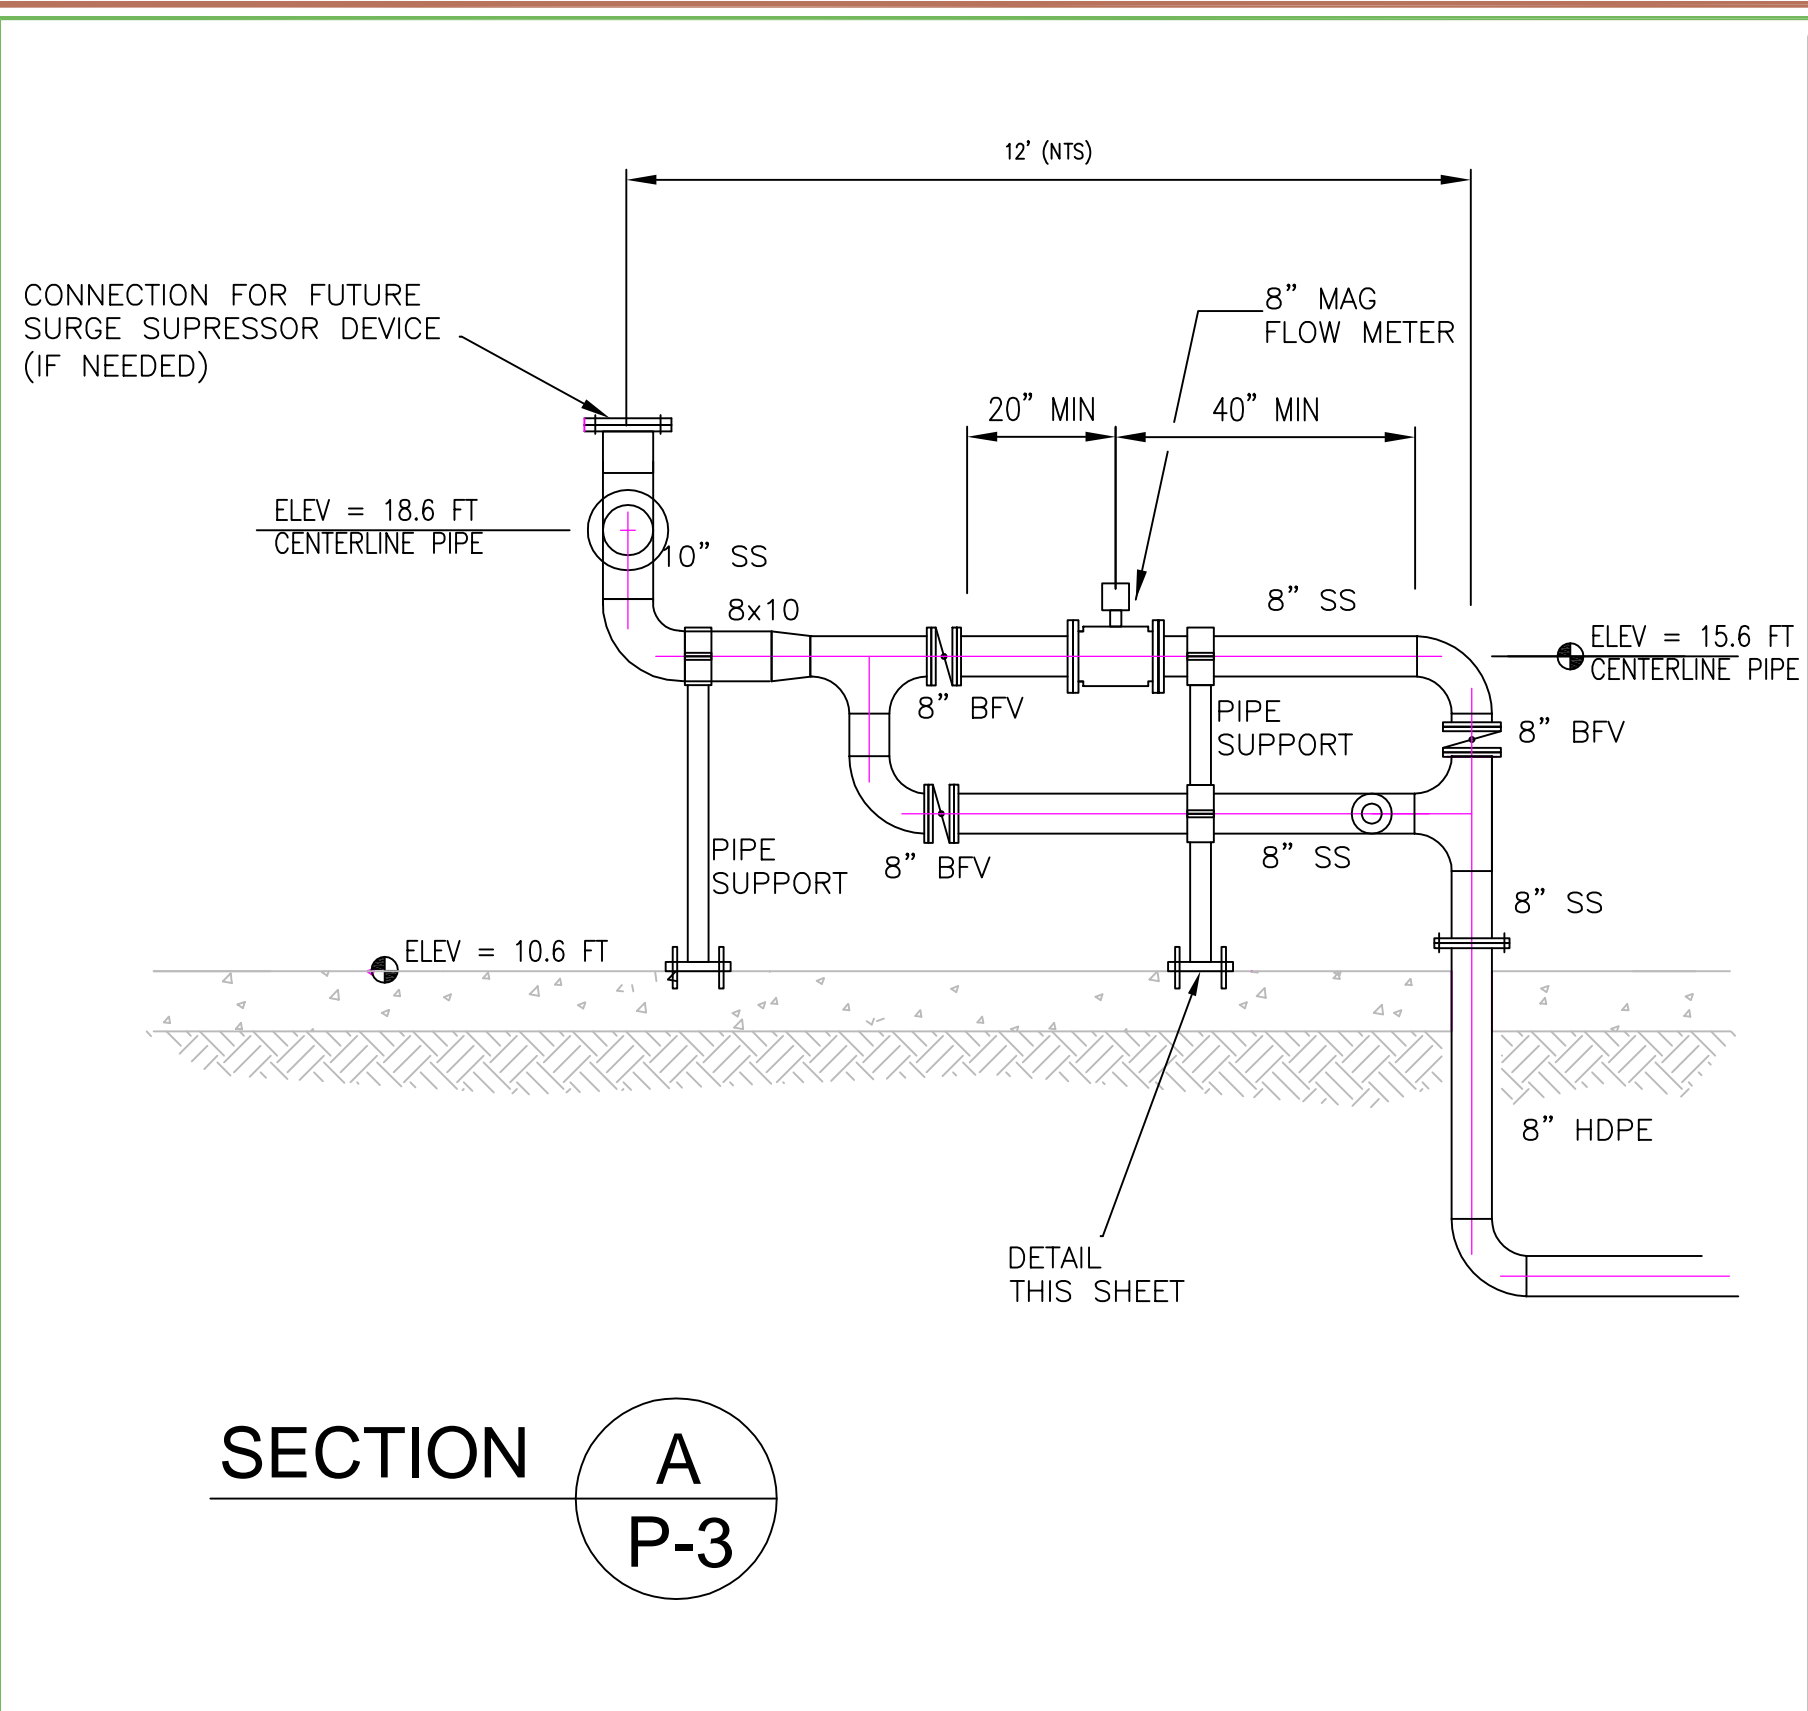 12' (NTS)
CONNECTION FOR FUTURE
SURGE SUPRESSOR DEVICE
(IF NEEDED)
8" MAG
FLOW METER
20" MIN
40" MIN
ELEV = 18.6 FT
CENTERLINE PIPE
10" SS
8x10
8" SS
ELEV = 15.6 FT
CENTERLINE PIPE
8" BFV
PIPE
SUPPORT
8" BFV
PIPE
SUPPORT
8" BFV
8" SS
8" SS
ELEV = 10.6 FT
8" HDPE
DETAIL
THIS SHEET
SECTION
A
P-3